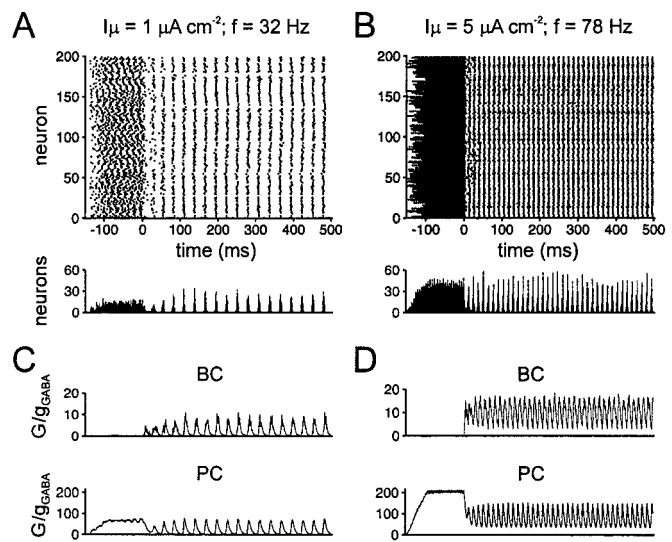 A
Iμ = 1 μA cm-2; f = 32 Hz
B
Iμ = 5 μA cm-2; f = 78 Hz
neuron
200
150
100
50
0
-100 0 100 200 300 400 500
time (ms)
200
150
100
50
0
-100 0 100 200 300 400 500
time (ms)
neurons
60
30
0
60
30
0
C
BC
D
BC
G/gGABA
20
10
0
20
10
0
PC
PC
G/gGABA
200
100
0
200
100
0